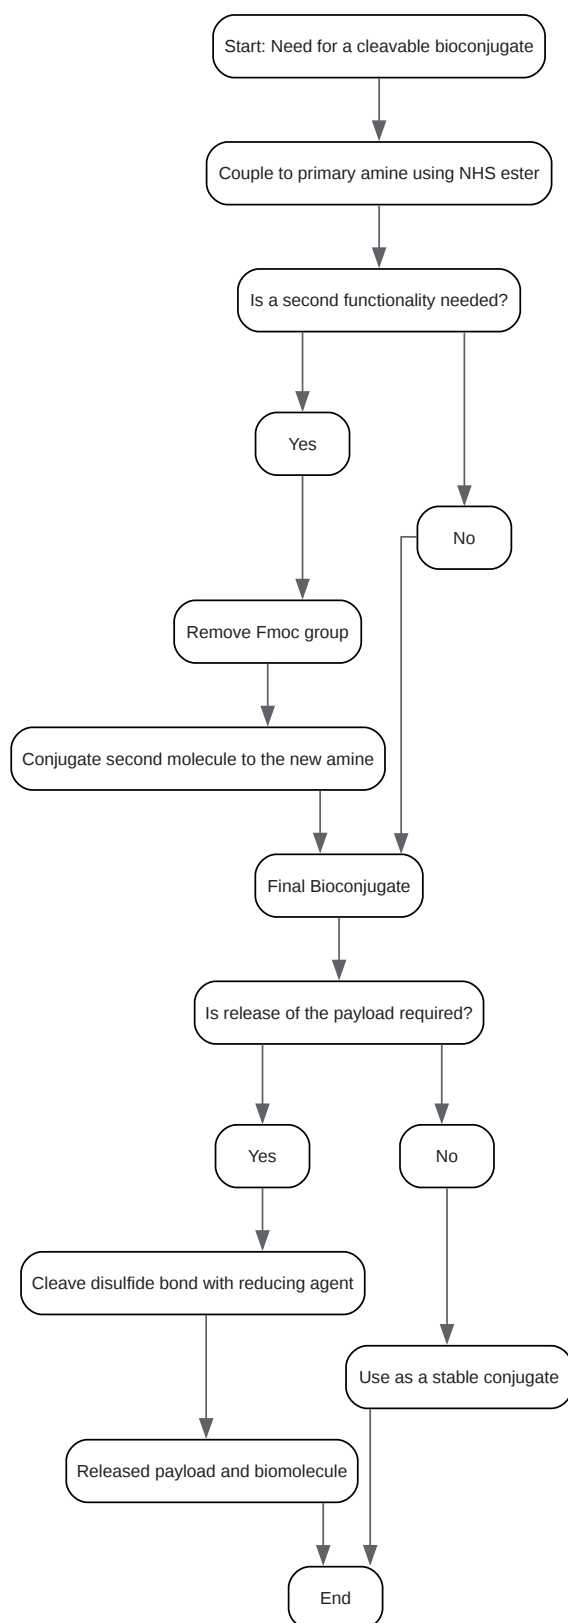 Start: Need for a cleavable bioconjugate
Couple to primary amine using NHS ester
Is a second functionality needed?
Yes
No
Remove Fmoc group
Conjugate second molecule to the new amine
Final Bioconjugate
Is release of the payload required?
Yes
No
Cleave disulfide bond with reducing agent
Use as a stable conjugate
Released payload and biomolecule
End